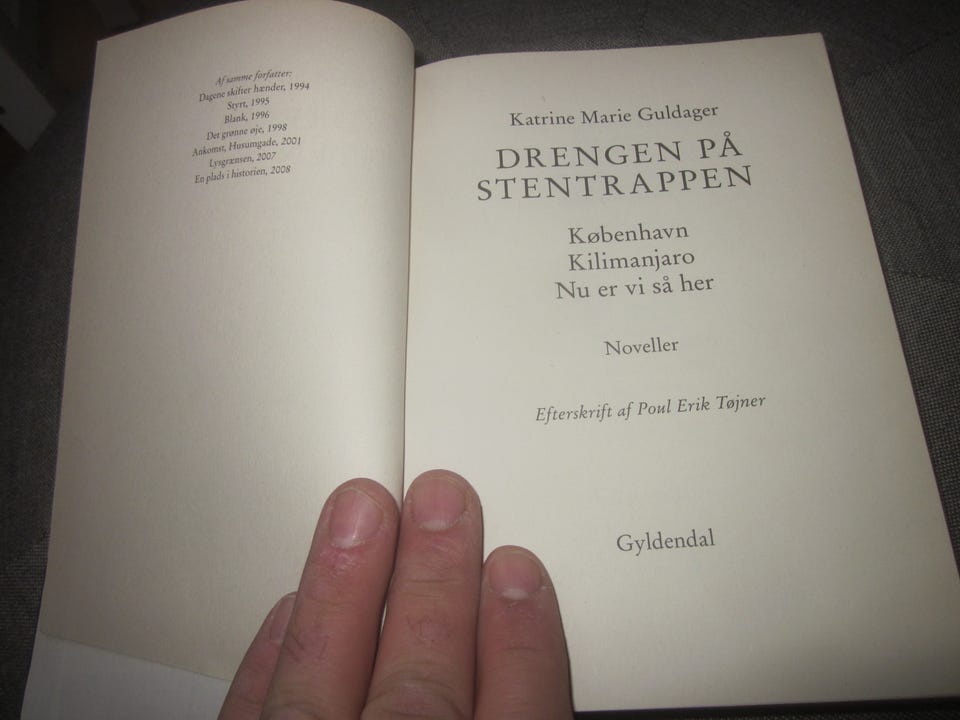 Af samme forfatter:
Dagene skifter hænder, 1994
Styrt, 1995
Blank, 1996
Det grønne øje, 1998
Ankomst, Husumgade, 2001
Lysgrænsen, 2007
En plads i historien, 2008
Katrine Marie Guldager
DRENGEN PÅ
STENTRAPPEN
København
Kilimanjaro
Nu er vi så her
Noveller
Efterskrift af Poul Erik Tøjner
Gyldendal